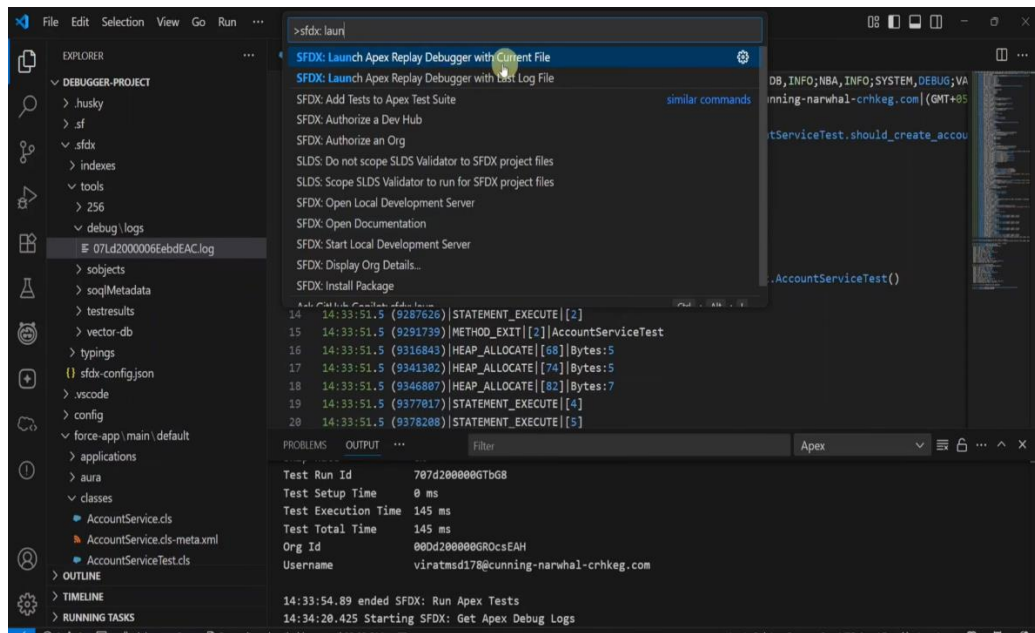 File Edit Selection View Go Run ...
>sfdx: laun
EXPLORER ...
DEBUGGER-PROJECT
.husky
.sf
.sfdx
indexes
tools
256
debug\logs
07Ld2000006EebdEAC.log
sobjects
soqlMetadata
testresults
vector-db
typings
{} sfdx-config.json
.vscode
config
force-app\main\default
applications
aura
classes
AccountService.cls
AccountService.cls-meta.xml
AccountServiceTest.cls
OUTLINE
TIMELINE
RUNNING TASKS
SFDX: Launch Apex Replay Debugger with Current File
SFDX: Launch Apex Replay Debugger with Last Log File
SFDX: Add Tests to Apex Test Suite similar commands
SFDX: Authorize a Dev Hub
SFDX: Authorize an Org
SLDS: Do not scope SLDS Validator to SFDX project files
SLDS: Scope SLDS Validator to run for SFDX project files
SFDX: Open Local Development Server
SFDX: Open Documentation
SFDX: Start Local Development Server
SFDX: Display Org Details...
SFDX: Install Package
DB,INFO;NBA,INFO;SYSTEM,DEBUG;VA
nning-narwhal-crhkeg.com|(GMT+05
tServiceTest.should_create_accou
.AccountServiceTest()
14 14:33:51.5 (9287626)|STATEMENT_EXECUTE|[2]
15 14:33:51.5 (9291739)|METHOD_EXIT|[2]|AccountServiceTest
16 14:33:51.5 (9316843)|HEAP_ALLOCATE|[68]|Bytes:5
17 14:33:51.5 (9341302)|HEAP_ALLOCATE|[74]|Bytes:5
18 14:33:51.5 (9346807)|HEAP_ALLOCATE|[82]|Bytes:7
19 14:33:51.5 (9377017)|STATEMENT_EXECUTE|[4]
20 14:33:51.5 (9378208)|STATEMENT_EXECUTE|[5]
PROBLEMS OUTPUT ... Filter Apex
Test Run Id 707d200000GTbG8
Test Setup Time 0 ms
Test Execution Time 145 ms
Test Total Time 145 ms
Org Id 00Dd200000GROcsEAH
Username viratmsd178@cunning-narwhal-crhkeg.com
14:33:54.89 ended SFDX: Run Apex Tests
14:34:20.425 Starting SFDX: Get Apex Debug Logs